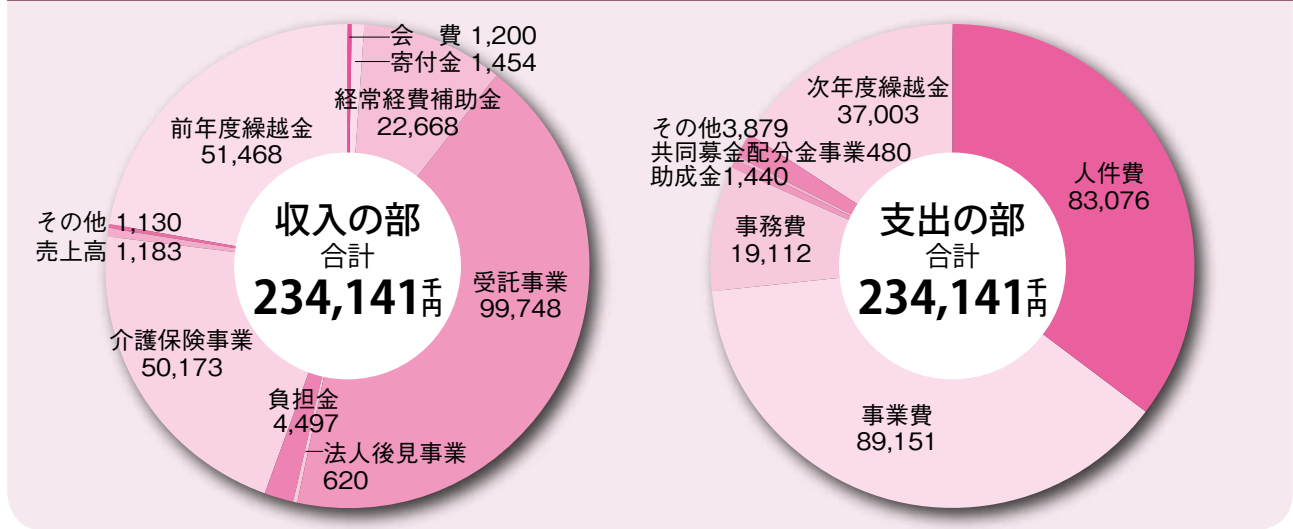 会　費 1,200
寄付金 1,454
経常経費補助金
22,668
受託事業
99,748
法人後見事業
620
負担金
4,497
介護保険事業
50,173
売上高 1,183
その他 1,130
前年度繰越金
51,468
収入の部
合計
234,141千円
人件費
83,076
事業費
89,151
事務費
19,112
助成金1,440
共同募金配分金事業480
その他3,879
次年度繰越金
37,003
支出の部
合計
234,141千円